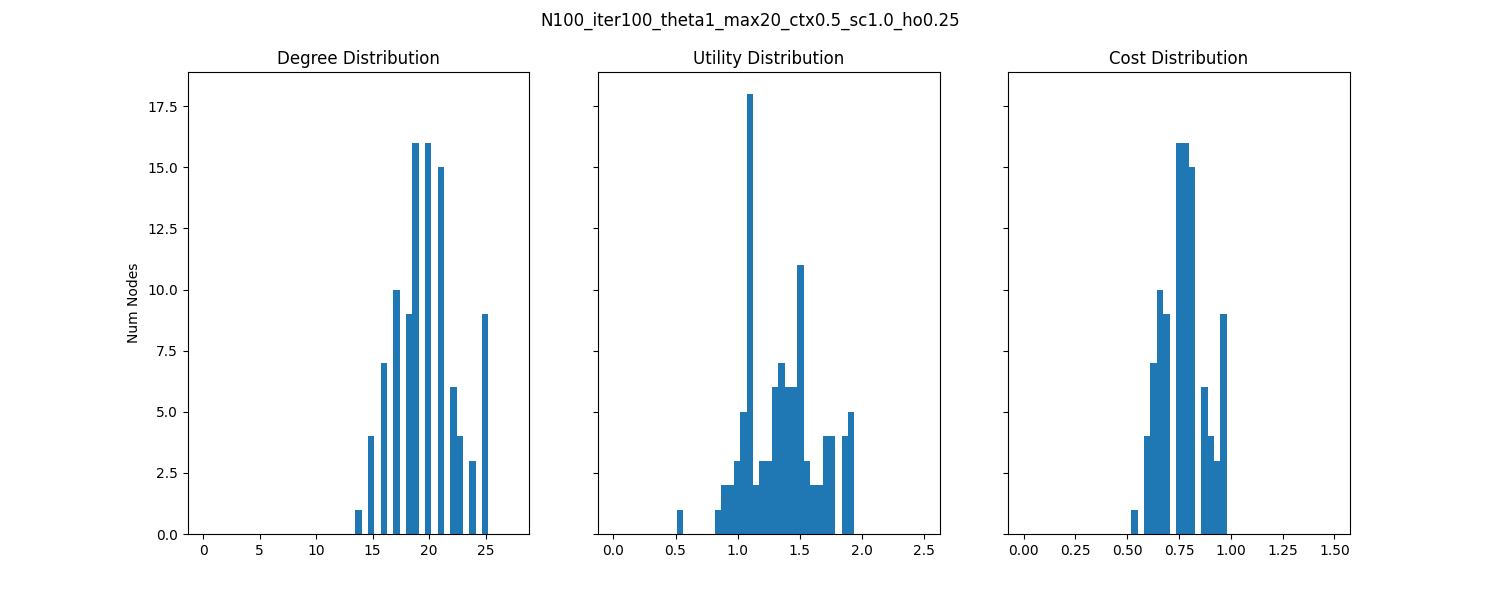 N100_iter100_theta1_max20_ctx0.5_sc1.0_ho0.25
Degree Distribution
Utility Distribution
Cost Distribution
Num Nodes
17.5
15.0
12.5
10.0
7.5
5.0
2.5
0.0
0 5 10 15 20 25
0.0 0.5 1.0 1.5 2.0 2.5
0.00 0.25 0.50 0.75 1.00 1.25 1.50